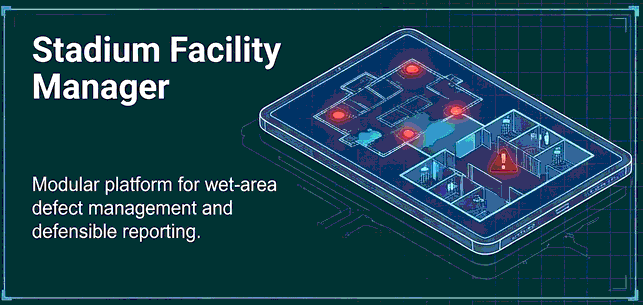 Stadium Facility
Manager
Modular platform for wet-area
defect management and
defensible reporting.